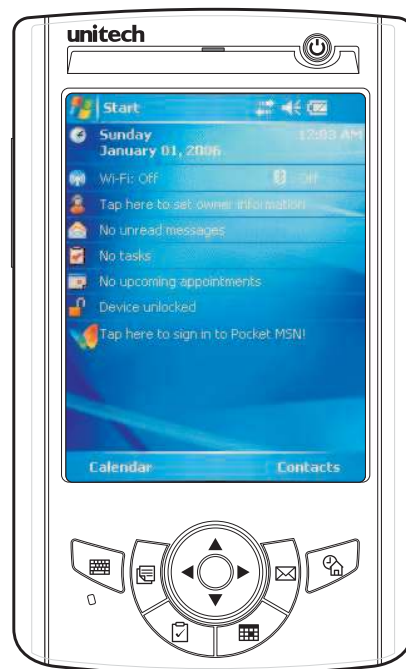 unitech
Start
Sunday 12:03 AM
January 01, 2006
Wi-Fi: Off Off
Tap here to set owner information
No unread messages
No tasks
No upcoming appointments
Device unlocked
Tap here to sign in to Pocket MSN!
Calendar Contacts